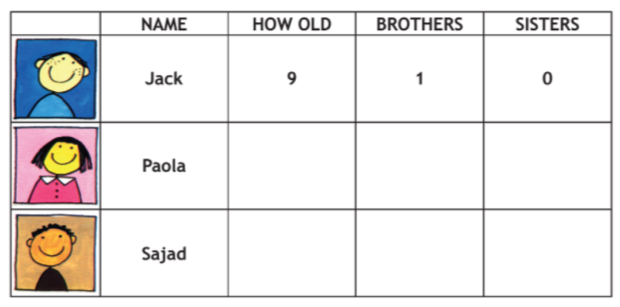 NAME HOW OLD BROTHERS SISTERS
Jack 9 1 0
Paola
Sajad